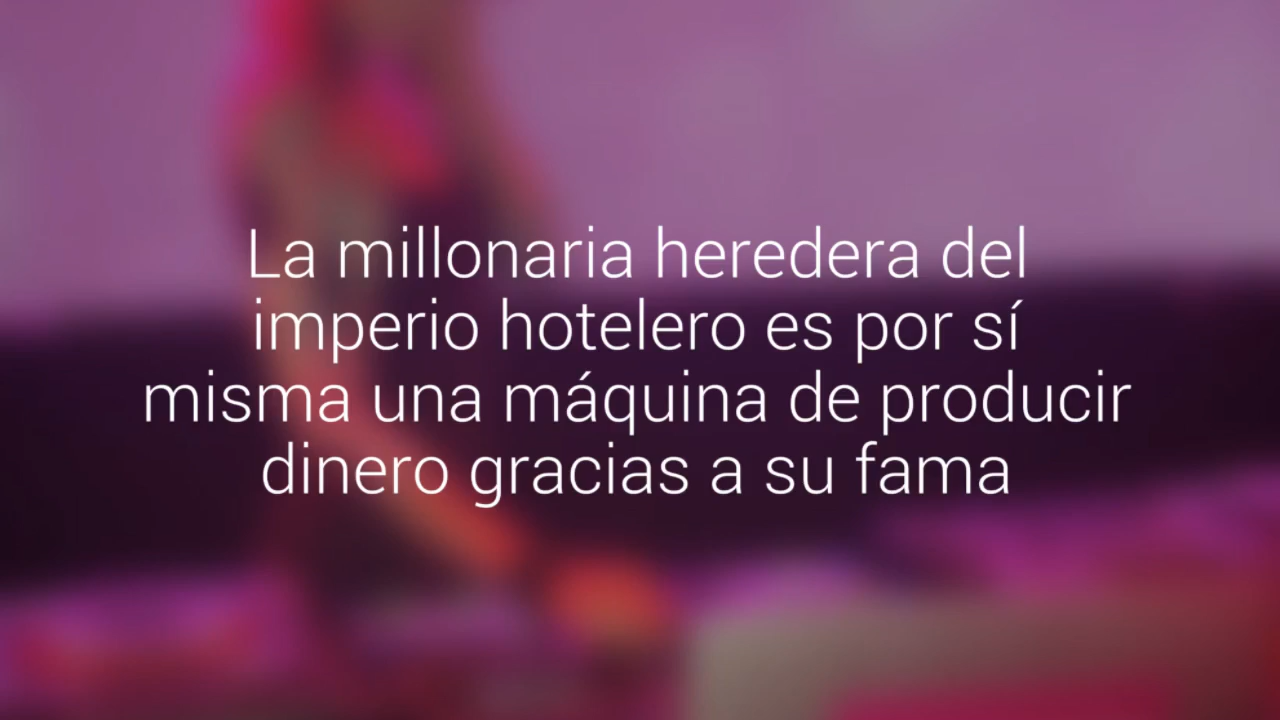 La millonaria heredera del
imperio hotelero es por sí
misma una máquina de producir
dinero gracias a su fama